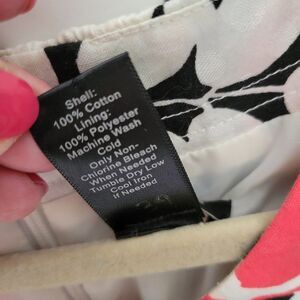 Shell:
100% Cotton
Lining:
100% Polyester
Machine Wash
Cold
Only Non-
Chlorine Bleach
When Needed
Tumble Dry Low
Cool Iron
If Needed